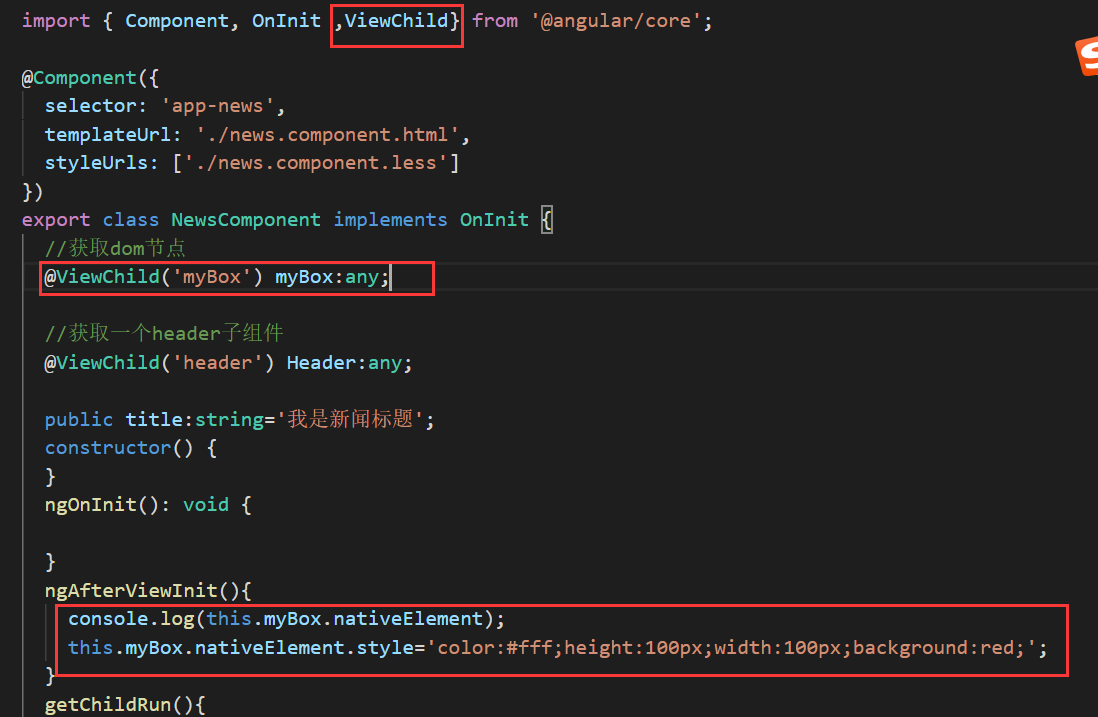 import { Component, OnInit ,ViewChild} from '@angular/core';
@Component({
selector: 'app-news',
templateUrl: './news.component.html',
styleUrls: ['./news.component.less']
})
export class NewsComponent implements OnInit {
//获取dom节点
@ViewChild('myBox') myBox:any;
//获取一个header子组件
@ViewChild('header') Header:any;
public title:string='我是新闻标题';
constructor() {
}
ngOnInit(): void {
}
ngAfterViewInit(){
console.log(this.myBox.nativeElement);
this.myBox.nativeElement.style='color:#fff;height:100px;width:100px;background:red;';
}
getChildRun(){